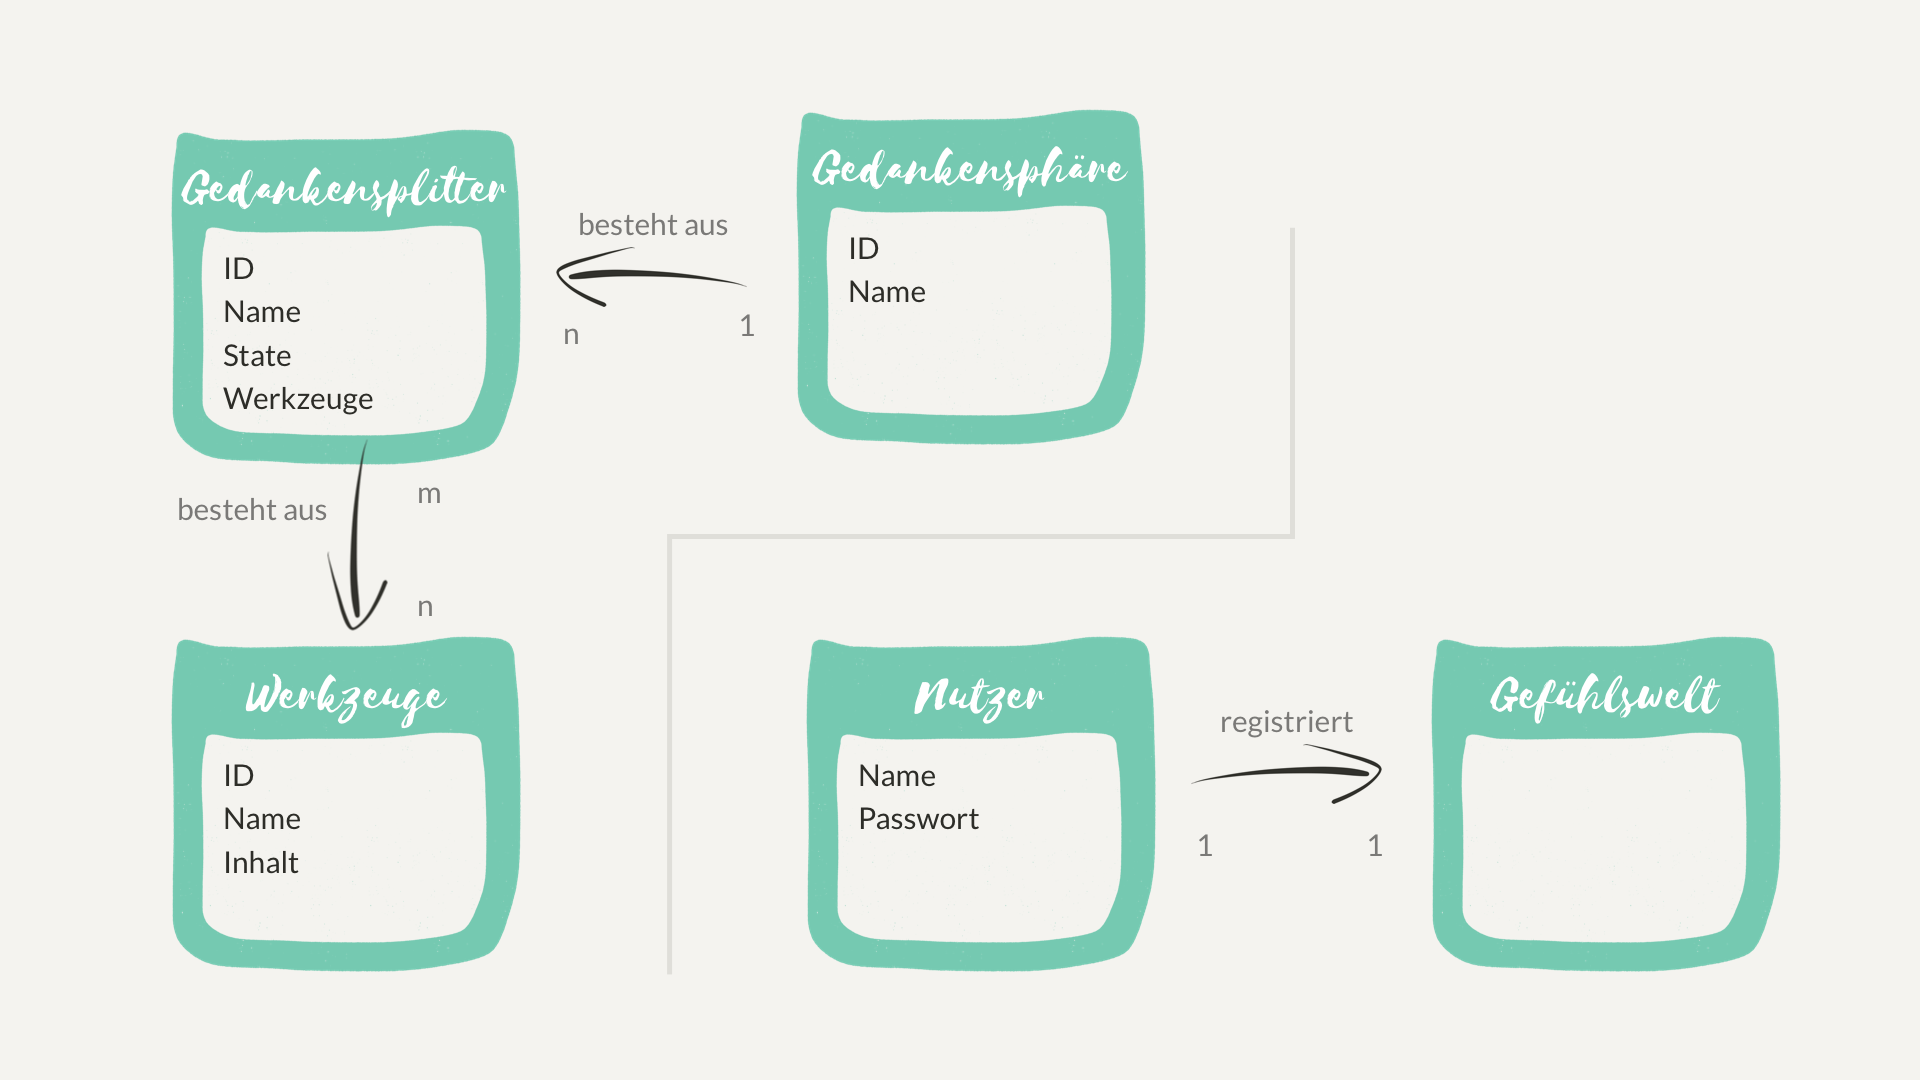 Gedankensplitter
ID
Name
State
Werkzeuge
besteht aus
n
1
Gedankensphäre
ID
Name
besteht aus
m
n
Werkzeuge
ID
Name
Inhalt
Nutzer
Name
Passwort
registriert
1
1
Gefühlswelt